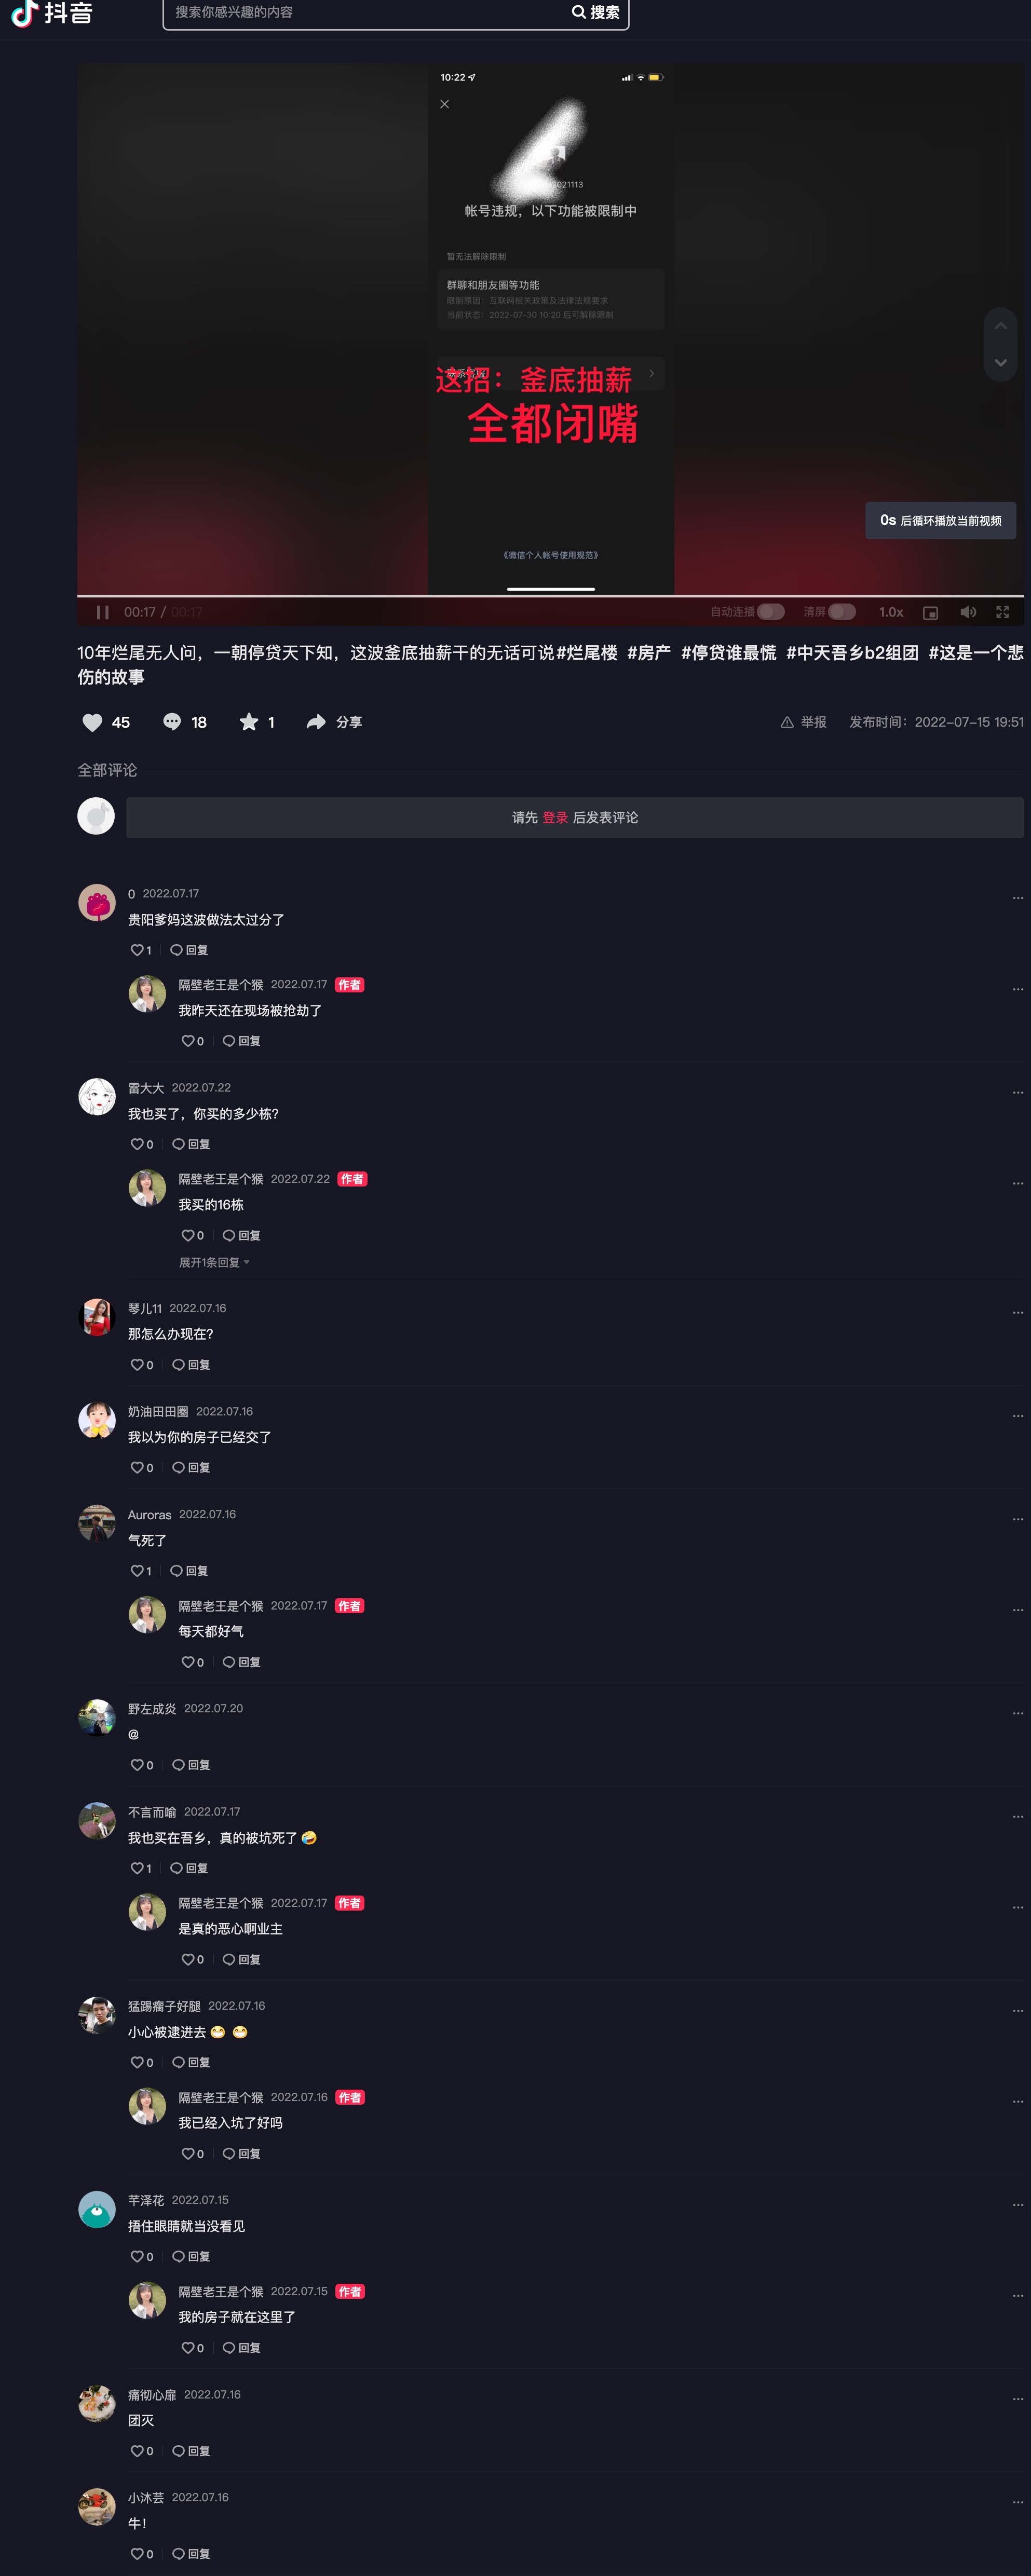 抖音
搜索你感兴趣的内容
搜索
10:22
021113
帐号违规，以下功能被限制中
暂无法解除限制
群聊和朋友圈等功能
限制原因：互联网相关政策及法律法规要求
当前状态：2022-07-30 10:20 后可解除限制
这招：釜底抽薪
全都闭嘴
0s 后循环播放当前视频
《微信个人帐号使用规范》
00:17 / 00:17
自动连播
清屏
1.0x
10年烂尾无人问，一朝停贷天下知，这波釜底抽薪干的无话可说#烂尾楼 #房产 #停贷谁最慌 #中天吾乡b2组团 #这是一个悲
伤的故事
45
18
1
分享
举报
发布时间：2022-07-15 19:51
全部评论
请先 登录 后发表评论
0 2022.07.17
贵阳爹妈这波做法太过分了
1 回复
隔壁老王是个猴 2022.07.17 作者
我昨天还在现场被抢劫了
0 回复
雷大大 2022.07.22
我也买了，你买的多少栋？
0 回复
隔壁老王是个猴 2022.07.22 作者
我买的16栋
0 回复
展开1条回复
琴儿11 2022.07.16
那怎么办现在？
0 回复
奶油田田圈 2022.07.16
我以为你的房子已经交了
0 回复
Auroras 2022.07.16
气死了
1 回复
隔壁老王是个猴 2022.07.17 作者
每天都好气
0 回复
野左成炎 2022.07.20
@
0 回复
不言而喻 2022.07.17
我也买在吾乡，真的被坑死了🤣
1 回复
隔壁老王是个猴 2022.07.17 作者
是真的恶心啊业主
0 回复
猛踢瘸子好腿 2022.07.16
小心被逮进去😁 😁
0 回复
隔壁老王是个猴 2022.07.16 作者
我已经入坑了好吗
0 回复
芊泽花 2022.07.15
捂住眼睛就当没看见
0 回复
隔壁老王是个猴 2022.07.15 作者
我的房子就在这里了
0 回复
痛彻心扉 2022.07.16
团灭
0 回复
小沐芸 2022.07.16
牛！
0 回复